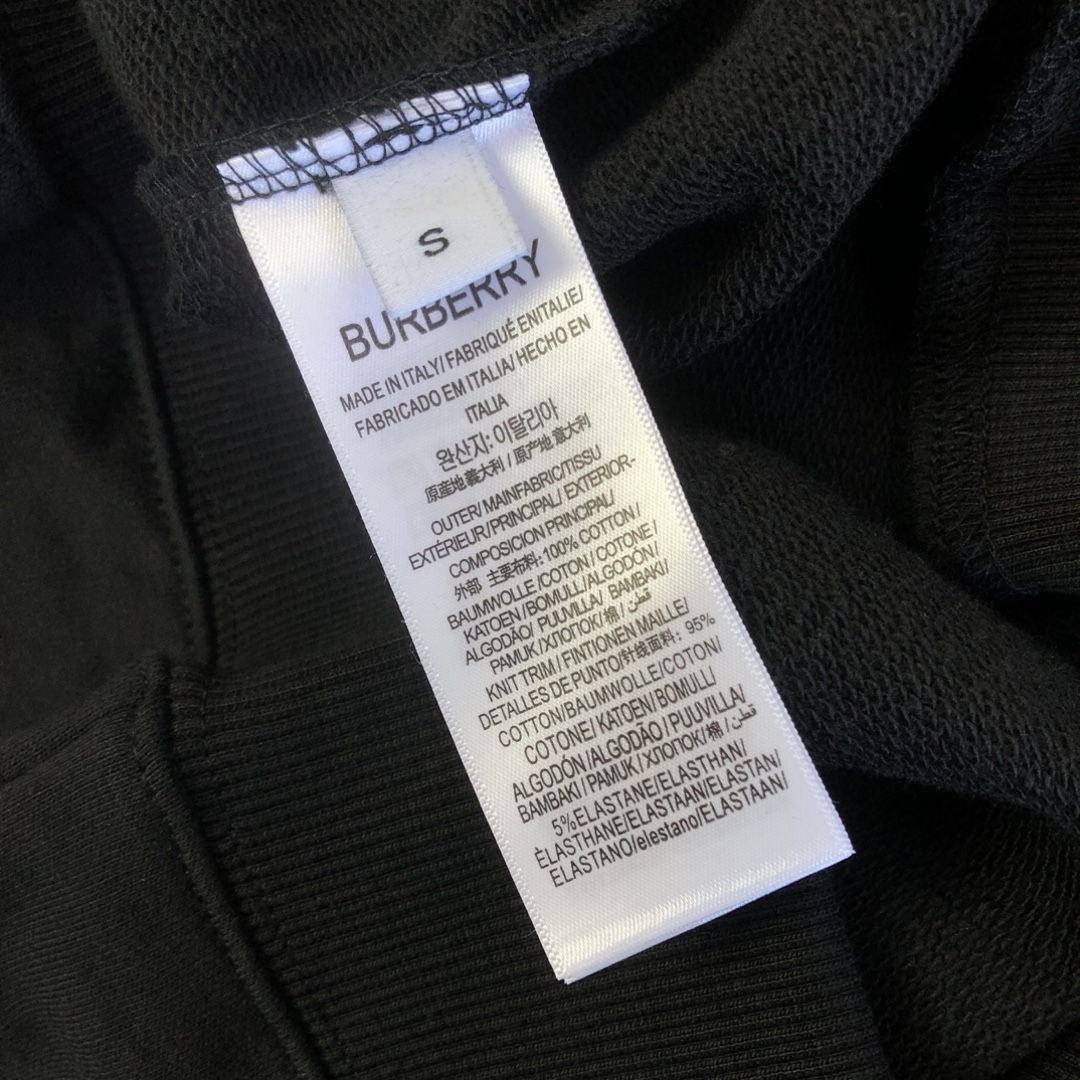 S
BURBERRY
MADE IN ITALY/ FABRIQUÉ ENITALIE/
FABRICADO EM ITALIA/ HECHO EN
ITALIA
완산지: 이탈리아
原産地 義大利 / 原产地 意大利
OUTER/ MAINFABRIC/TISSU
EXTÉRIEUR/PRINCIPAL/ EXTERIOR-
COMPOSICION PRINCIPAL/
外部 主要布料: 100% COTTON /
BAUMWOLLE /COTON / COTONE /
KATOEN / BOMULL / ALGODÓN/
ALGODÃO/ PUUVILLA/ BAMBAKI/
PAMUK/ХЛОПОК/棉 / قطن
KNIT TRIM / FINTIONEN MAILLE/
DETALLES DE PUNTO/针线面料: 95%
COTTON/BAUMWOLLE/COTON/
COTONE/ KATOEN/BOMULL/
ALGODÓN/ALGODÃO / PUUVILLA/
BAMBAKI / PAMUK / ХЛОПОК/棉 / قطن
5%ELASTANE/ELASTHAN/
ÈLASTHANE/ELASTAAN/ELASTAN/
ELASTANO/elestano/ELASTAAN/